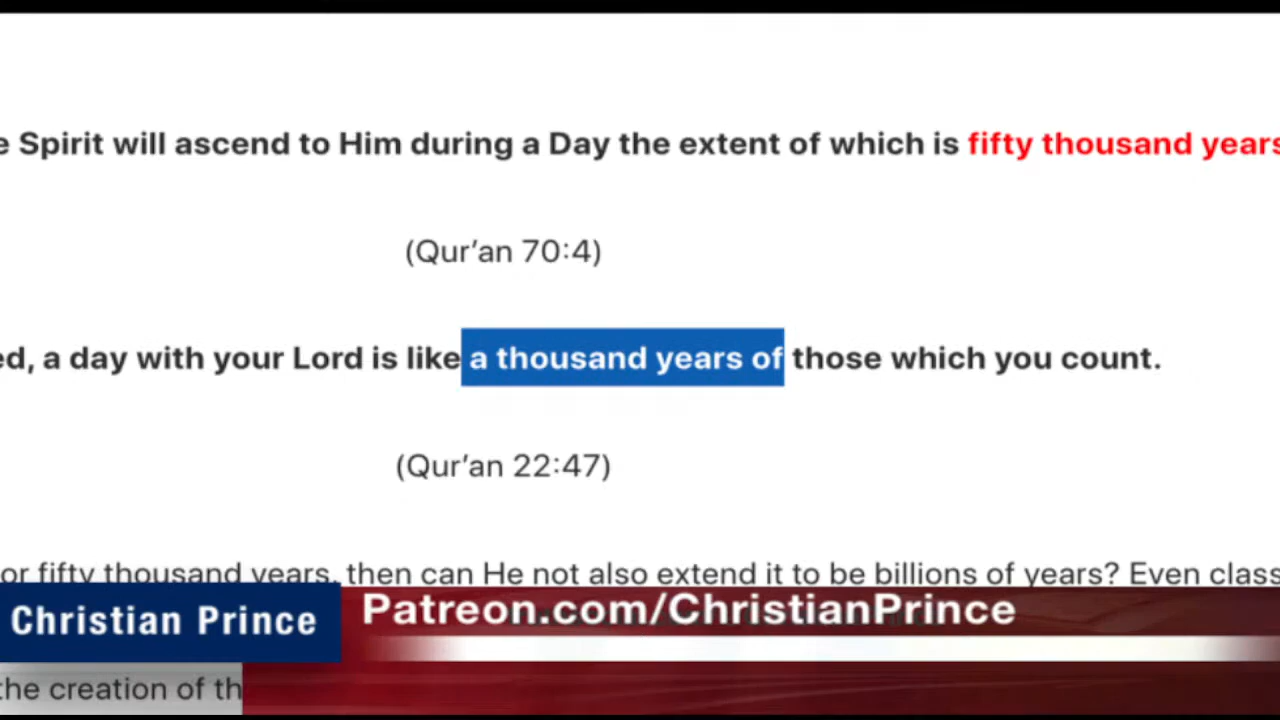 e Spirit will ascend to Him during a Day the extent of which is fifty thousand years
(Qur’an 70:4)
ed, a day with your Lord is like a thousand years of those which you count.
(Qur’an 22:47)
or fifty thousand years, then can He not also extend it to be billions of years? Even class
Christian Prince
Patreon.com/ChristianPrince
the creation of th